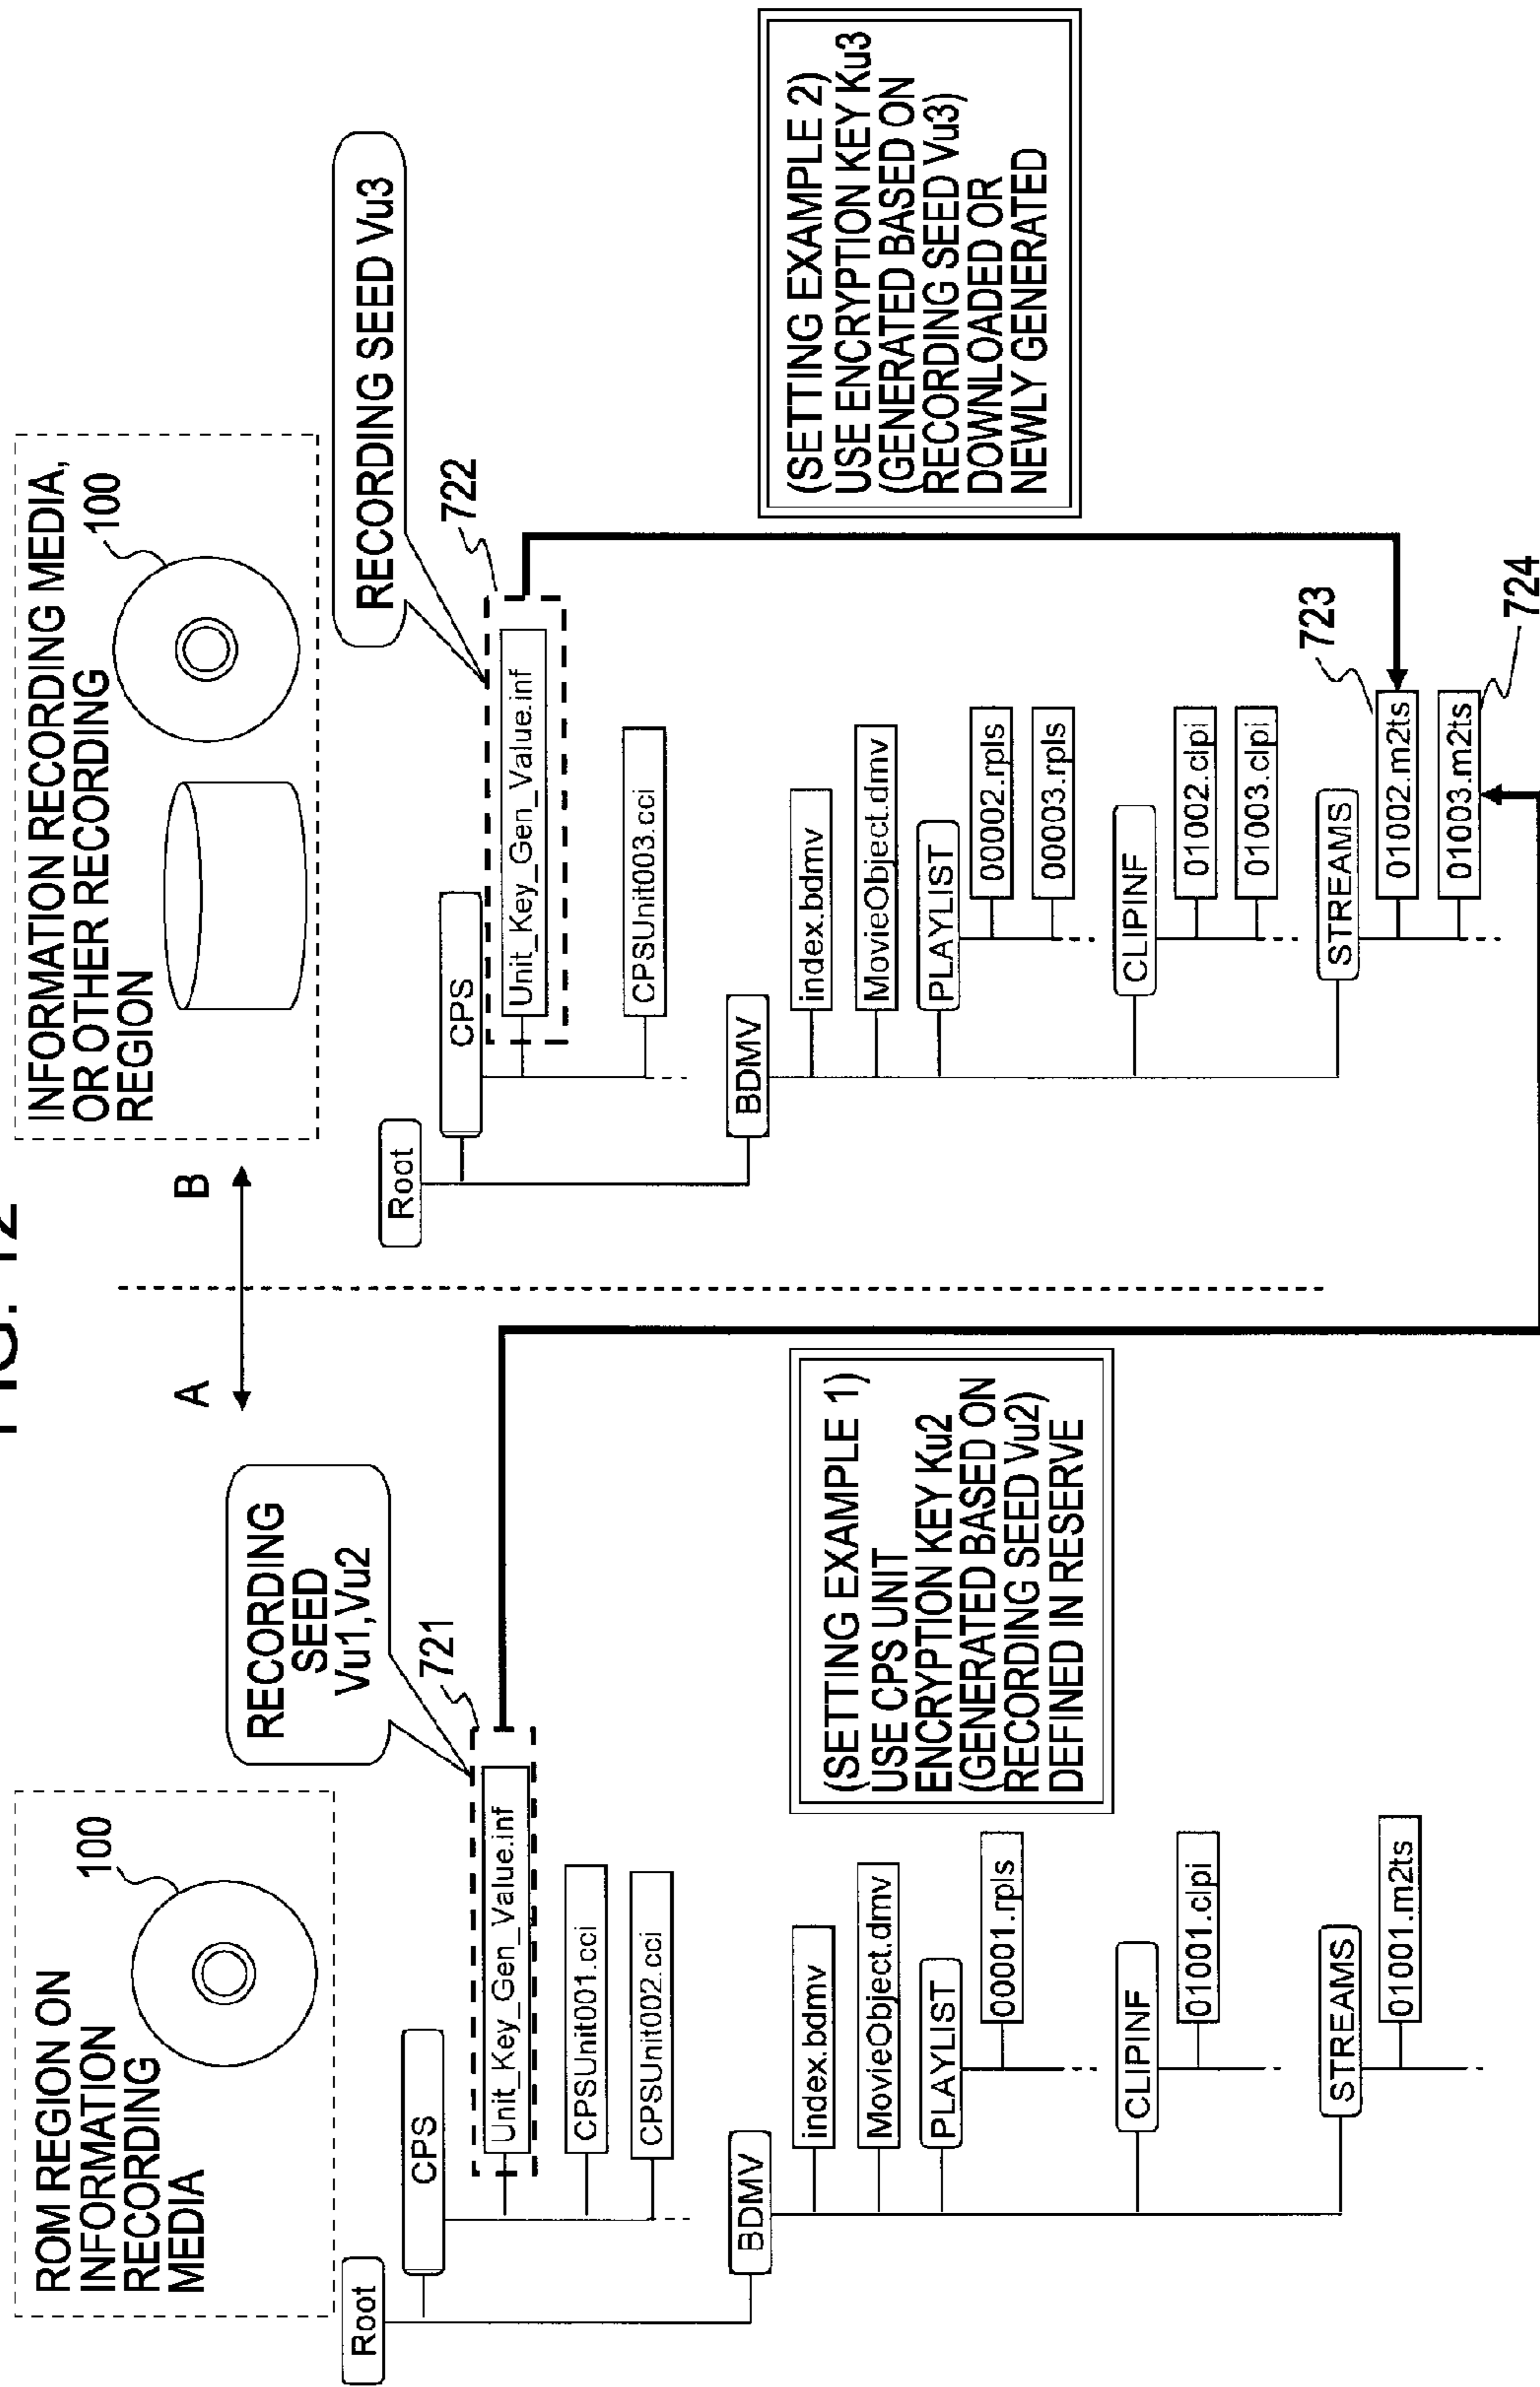 FIG. 12
A
B
ROM REGION ON
INFORMATION
RECORDING
MEDIA
100
RECORDING
SEED
Vu1,Vu2
721
Root
CPS
Unit_Key_Gen_Value.inf
CPSUnit001.cci
CPSUnit002.cci
BDMV
index.bdmv
MovieObject.dmv
PLAYLIST
00001.rpls
CLIPINF
01001.clpi
STREAMS
01001.m2ts
(SETTING EXAMPLE 1)
USE CPS UNIT
ENCRYPTION KEY Ku2
(GENERATED BASED ON
RECORDING SEED Vu2)
DEFINED IN RESERVE
INFORMATION RECORDING MEDIA,
OR OTHER RECORDING
REGION
100
RECORDING SEED Vu3
722
Root
CPS
Unit_Key_Gen_Value.inf
CPSUnit003.cci
BDMV
index.bdmv
MovieObject.dmv
PLAYLIST
00002.rpls
00003.rpls
CLIPINF
01002.clpi
01003.clpi
STREAMS
723
01002.m2ts
01003.m2ts
724
(SETTING EXAMPLE 2)
USE ENCRYPTION KEY Ku3
(GENERATED BASED ON
RECORDING SEED Vu3)
DOWNLOADED OR
NEWLY GENERATED